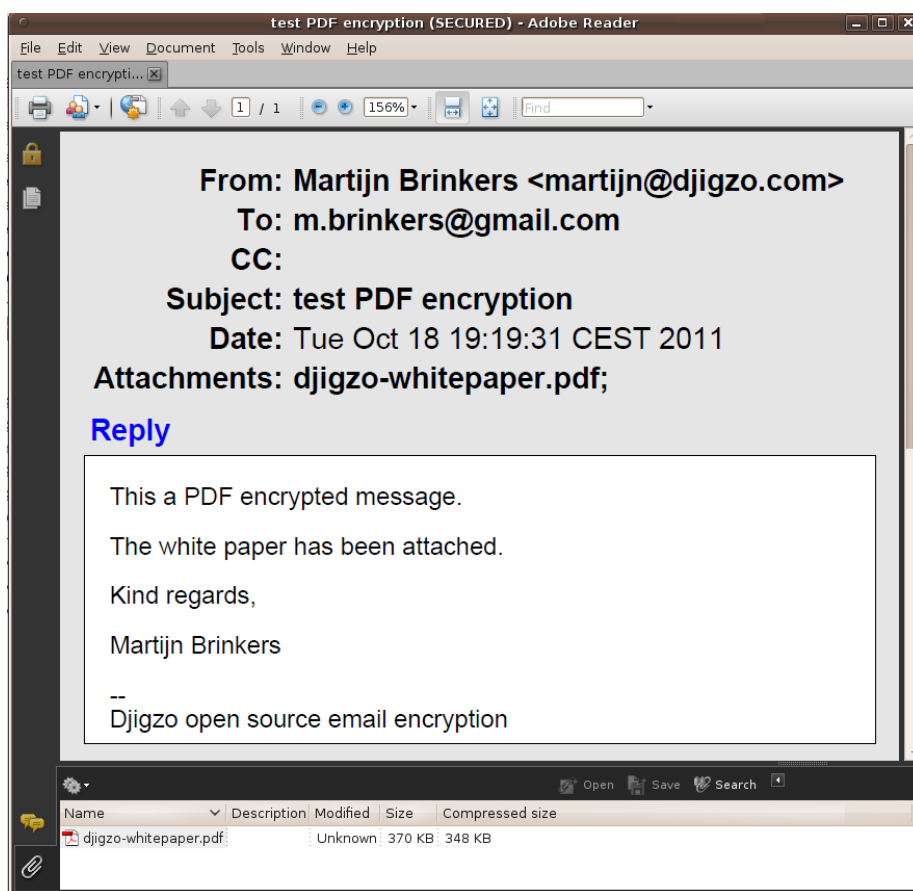 test PDF encryption (SECURED) - Adobe Reader
File Edit View Document Tools Window Help
test PDF encrypti...
1 / 1 156% Find
From: Martijn Brinkers <martijn@djigzo.com>
To: m.brinkers@gmail.com
CC:
Subject: test PDF encryption
Date: Tue Oct 18 19:19:31 CEST 2011
Attachments: djigzo-whitepaper.pdf;
Reply
This a PDF encrypted message.
The white paper has been attached.
Kind regards,
Martijn Brinkers
--
Djigzo open source email encryption
Open Save Search
Name Description Modified Size Compressed size
djigzo-whitepaper.pdf Unknown 370 KB 348 KB